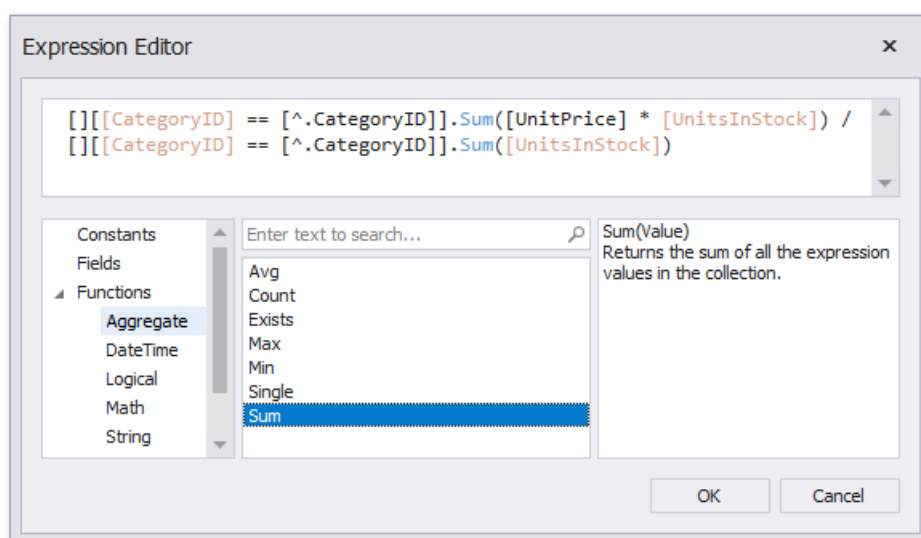 Expression Editor
[][[CategoryID] == [^.CategoryID]].Sum([UnitPrice] * [UnitsInStock]) /
[][[CategoryID] == [^.CategoryID]].Sum([UnitsInStock])
Constants
Fields
Functions
Aggregate
DateTime
Logical
Math
String
Enter text to search...
Avg
Count
Exists
Max
Min
Single
Sum
Sum(Value)
Returns the sum of all the expression
values in the collection.
OK
Cancel